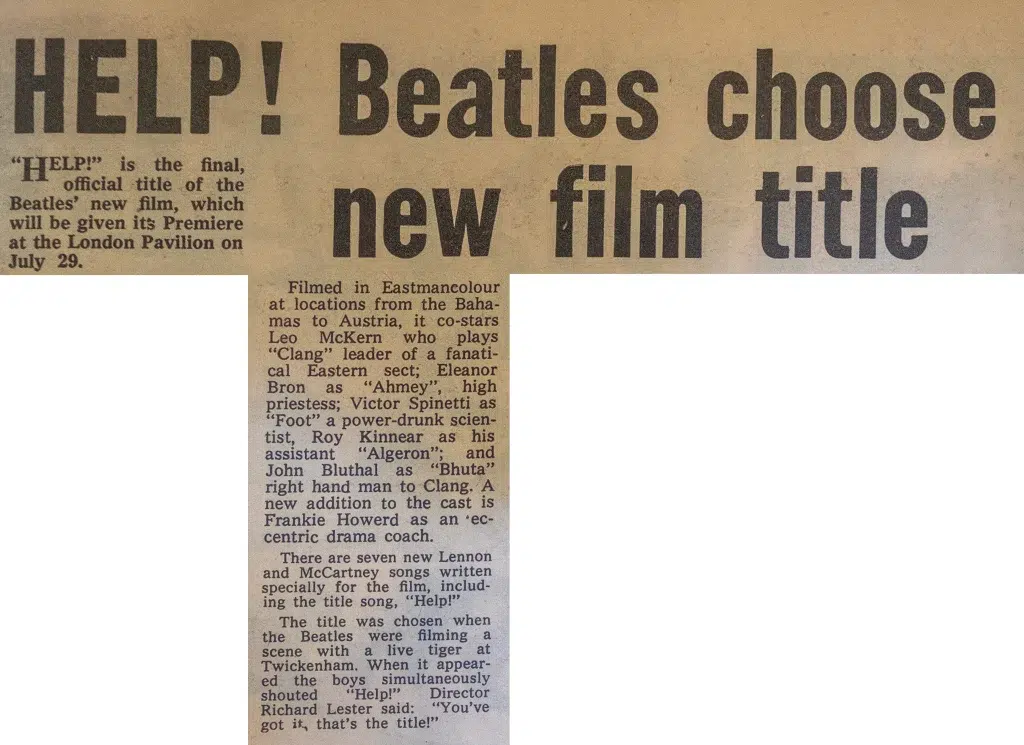 HELP! Beatles choose
new film title
"HELP!" is the final,
official title of the
Beatles' new film, which
will be given its Premiere
at the London Pavilion on
July 29.
Filmed in Eastmancolour
at locations from the Baha-
mas to Austria, it co-stars
Leo McKern who plays
"Clang" leader of a fanati-
cal Eastern sect; Eleanor
Bron as "Ahmey", high
priestess; Victor Spinetti as
"Foot" a power-drunk scien-
tist, Roy Kinnear as his
assistant "Algeron"; and
John Bluthal as "Bhuta"
right hand man to Clang. A
new addition to the cast is
Frankie Howerd as an ec-
centric drama coach.
There are seven new Lennon
and McCartney songs written
specially for the film, includ-
ing the title song, "Help!"
The title was chosen when
the Beatles were filming a
scene with a live tiger at
Twickenham. When it appear-
ed the boys simultaneously
shouted "Help!" Director
Richard Lester said: "You've
got it, that's the title!"